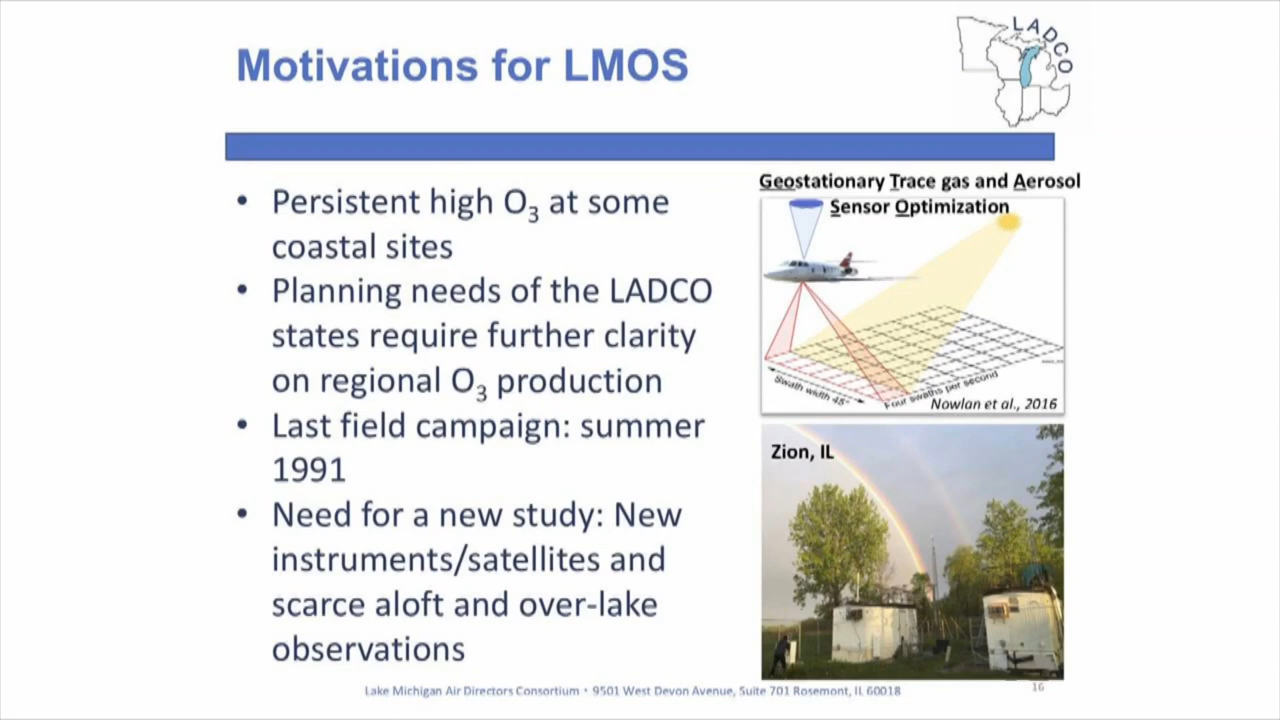 Motivations for LMOS
LADCO
• Persistent high O₃ at some
coastal sites
• Planning needs of the LADCO
states require further clarity
on regional O₃ production
• Last field campaign: summer
1991
• Need for a new study: New
instruments/satellites and
scarce aloft and over-lake
observations
Geostationary Trace gas and Aerosol
Sensor Optimization
Swath width 45°
Four swaths per second
Nowlan et al., 2016
Zion, IL
Lake Michigan Air Directors Consortium • 9501 West Devon Avenue, Suite 701 Rosemont, IL 60018
16